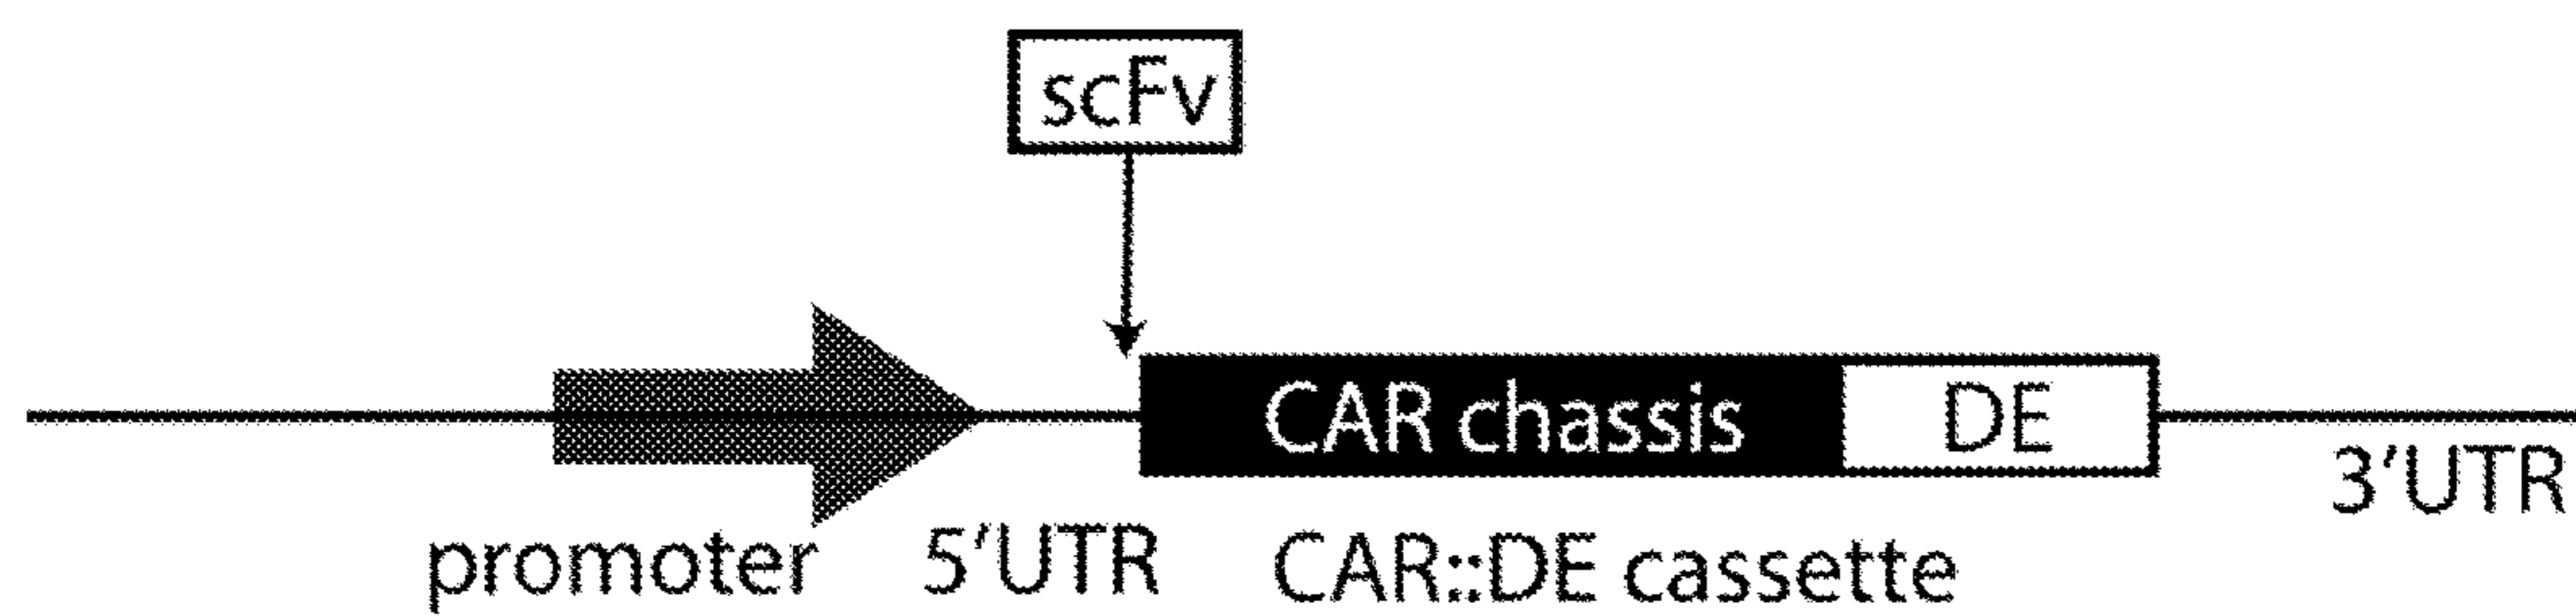 scFv
CAR chassis
DE
3'UTR
promoter
5'UTR
CAR::DE cassette